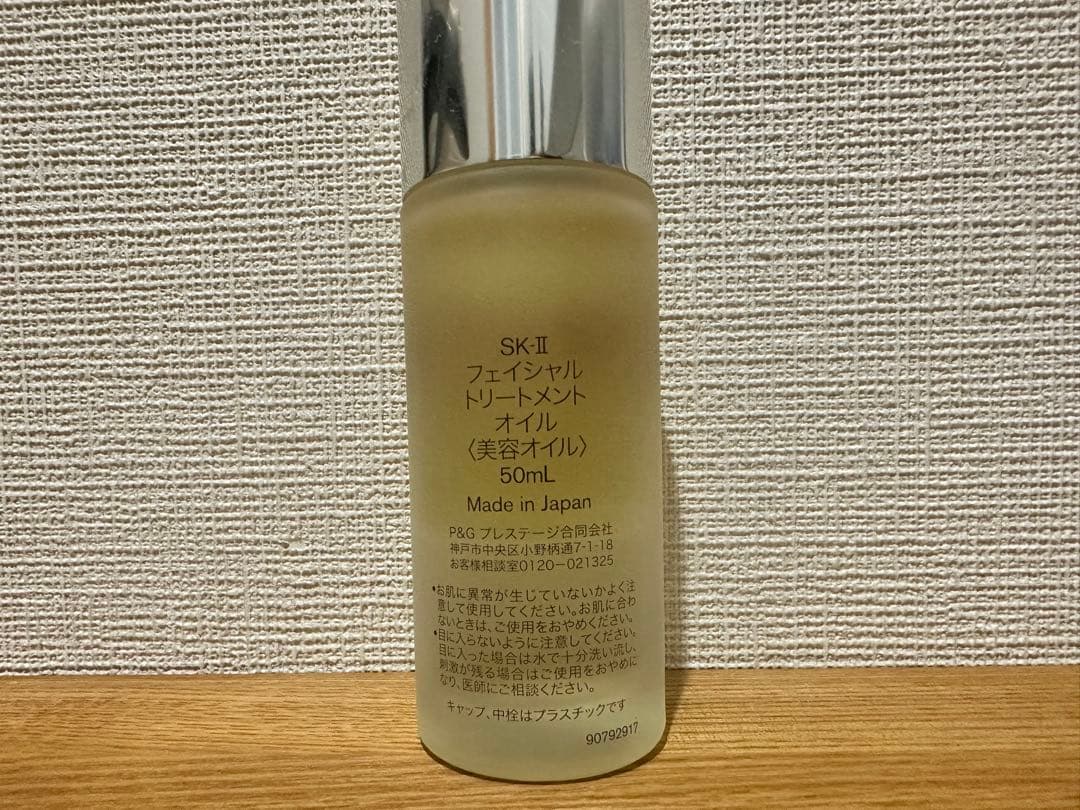 SK-Ⅱ
フェイシャル
トリートメント
オイル
〈美容オイル〉
50mL
Made in Japan
P&G プレステージ合同会社
神戸市中央区小野柄通7-1-18
お客様相談室0120-021325
•お肌に異常が生じていないかよく注
意して使用してください。お肌に合わ
ないときは、ご使用をおやめください。
•目に入らないように注意してください。
目に入った場合は水で十分洗い流し、
刺激が残る場合はご使用をおやめに
なり、医師にご相談ください。
キャップ、中栓はプラスチックです
90792917